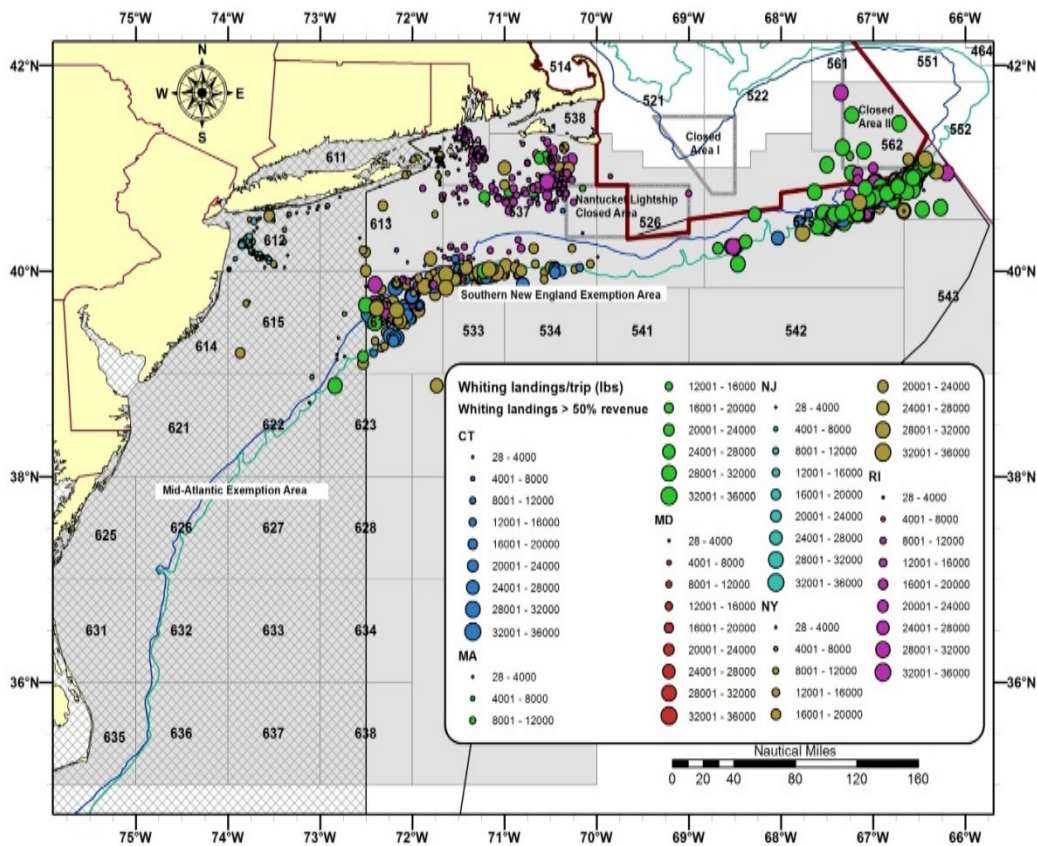 75°W 74°W 73°W 72°W 71°W 70°W 69°W 68°W 67°W 66°W
42°N
40°N
38°N
36°N
N
W E
S
514
521
522
561
551
464
552
538
Closed
Area I
Closed
Area II
562
611
613
537
Nantucket Lightship
Closed Area
526
612
615
614
Southern New England Exemption Area
533
534
541
542
543
621
622
623
Mid-Atlantic Exemption Area
625
626
627
628
631
632
633
634
635
636
637
638
Whiting landings/trip (lbs)
Whiting landings > 50% revenue
CT
28 - 4000
4001 - 8000
8001 - 12000
12001 - 16000
16001 - 20000
20001 - 24000
24001 - 28000
28001 - 32000
32001 - 36000
MA
28 - 4000
4001 - 8000
8001 - 12000
12001 - 16000
16001 - 20000
20001 - 24000
24001 - 28000
28001 - 32000
32001 - 36000
MD
28 - 4000
4001 - 8000
8001 - 12000
12001 - 16000
16001 - 20000
20001 - 24000
24001 - 28000
28001 - 32000
32001 - 36000
NJ
28 - 4000
4001 - 8000
8001 - 12000
12001 - 16000
16001 - 20000
20001 - 24000
24001 - 28000
28001 - 32000
32001 - 36000
NY
28 - 4000
4001 - 8000
8001 - 12000
12001 - 16000
16001 - 20000
20001 - 24000
24001 - 28000
28001 - 32000
32001 - 36000
RI
28 - 4000
4001 - 8000
8001 - 12000
12001 - 16000
16001 - 20000
20001 - 24000
24001 - 28000
28001 - 32000
32001 - 36000
Nautical Miles
0 20 40 80 120 160
42°N
40°N
38°N
36°N
75°W 74°W 73°W 72°W 71°W 70°W 69°W 68°W 67°W 66°W